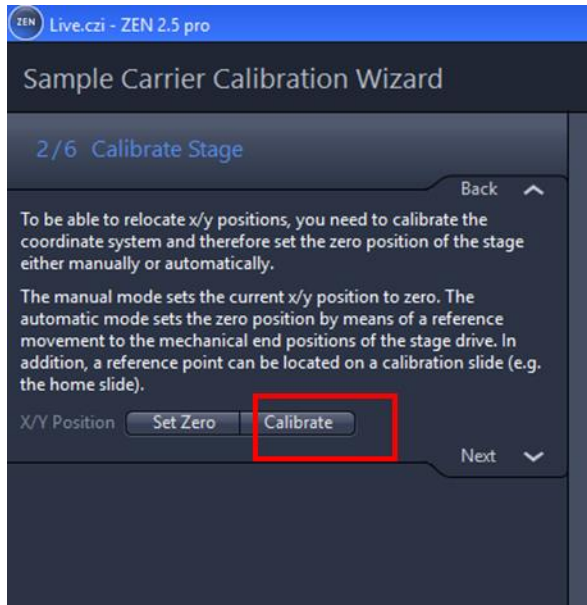 ZEN Live.czi - ZEN 2.5 pro
Sample Carrier Calibration Wizard
2/6 Calibrate Stage
Back
To be able to relocate x/y positions, you need to calibrate the
coordinate system and therefore set the zero position of the stage
either manually or automatically.
The manual mode sets the current x/y position to zero. The
automatic mode sets the zero position by means of a reference
movement to the mechanical end positions of the stage drive. In
addition, a reference point can be located on a calibration slide (e.g.
the home slide).
X/Y Position Set Zero Calibrate
Next